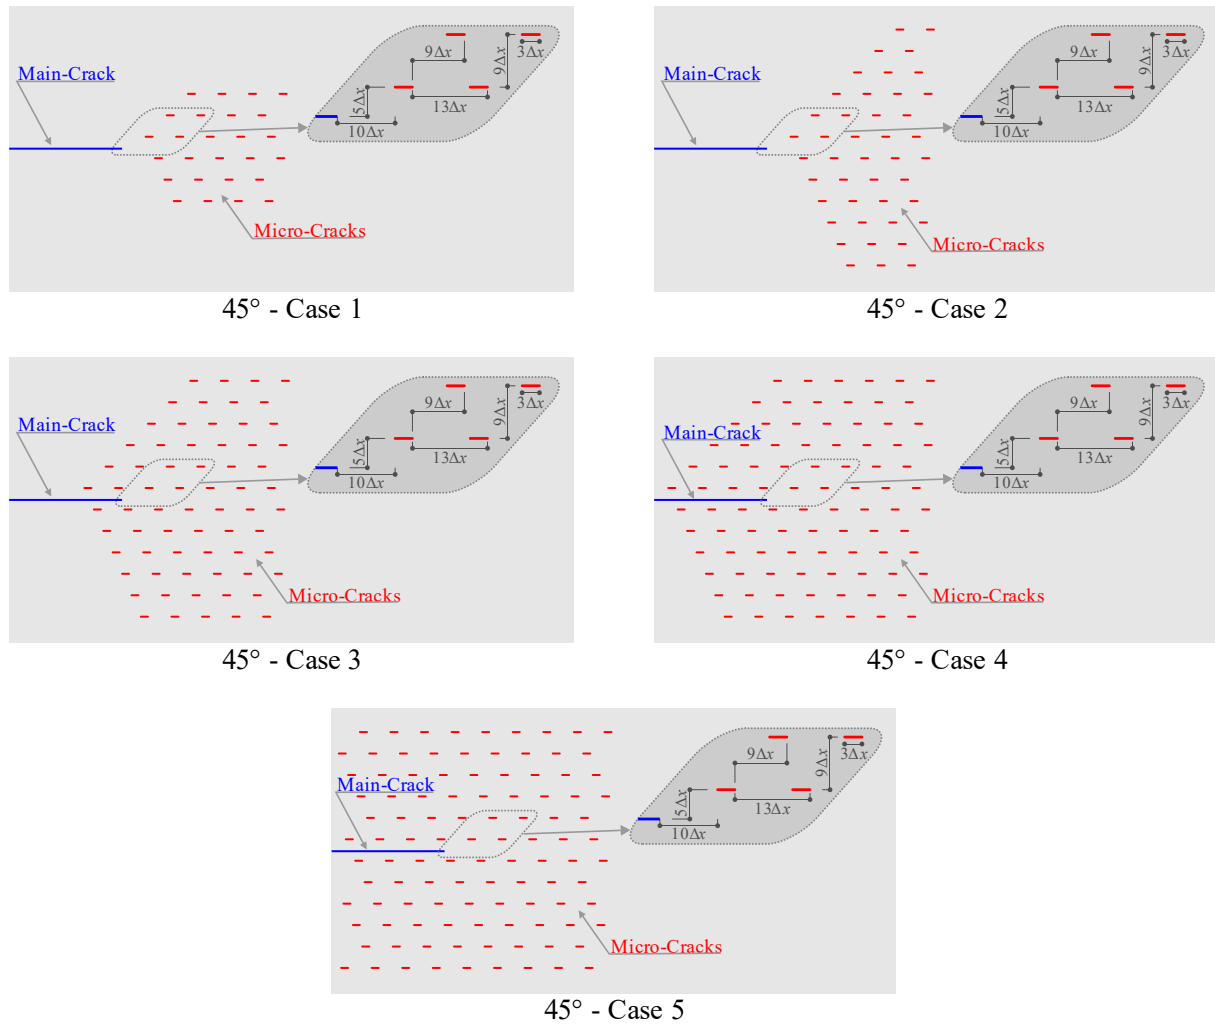 Main-Crack
9Δx
9Δx
3Δx
5Δx
13Δx
10Δx
Micro-Cracks
45° - Case 1
Main-Crack
9Δx
9Δx
3Δx
5Δx
13Δx
10Δx
Micro-Cracks
45° - Case 2
Main-Crack
9Δx
9Δx
3Δx
5Δx
13Δx
10Δx
Micro-Cracks
45° - Case 3
Main-Crack
9Δx
9Δx
3Δx
5Δx
13Δx
10Δx
Micro-Cracks
45° - Case 4
Main-Crack
9Δx
9Δx
3Δx
5Δx
13Δx
10Δx
Micro-Cracks
45° - Case 5